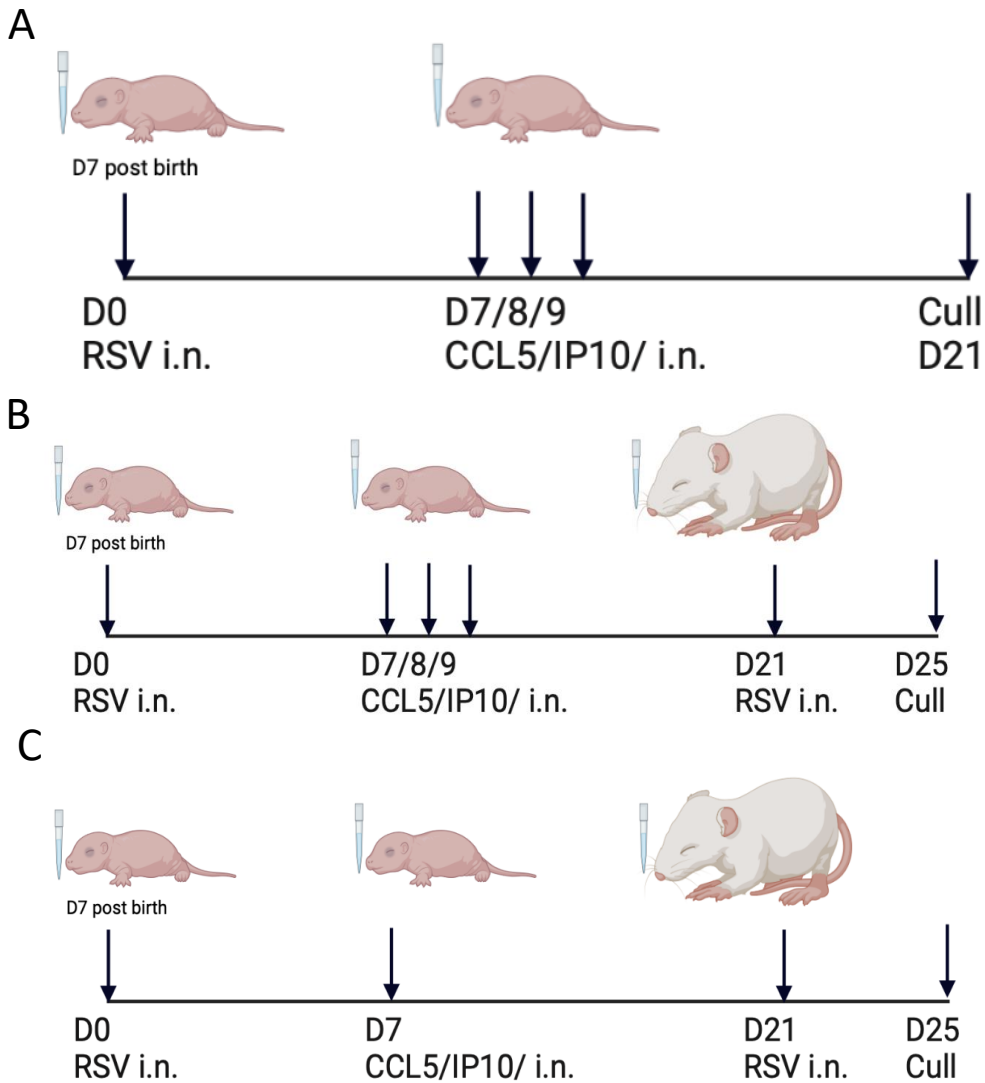 A
D7 post birth
D0
RSV i.n.
D7/8/9
CCL5/IP10/ i.n.
Cull
D21
B
D7 post birth
D0
RSV i.n.
D7/8/9
CCL5/IP10/ i.n.
D21
RSV i.n.
D25
Cull
C
D7 post birth
D0
RSV i.n.
D7
CCL5/IP10/ i.n.
D21
RSV i.n.
D25
Cull